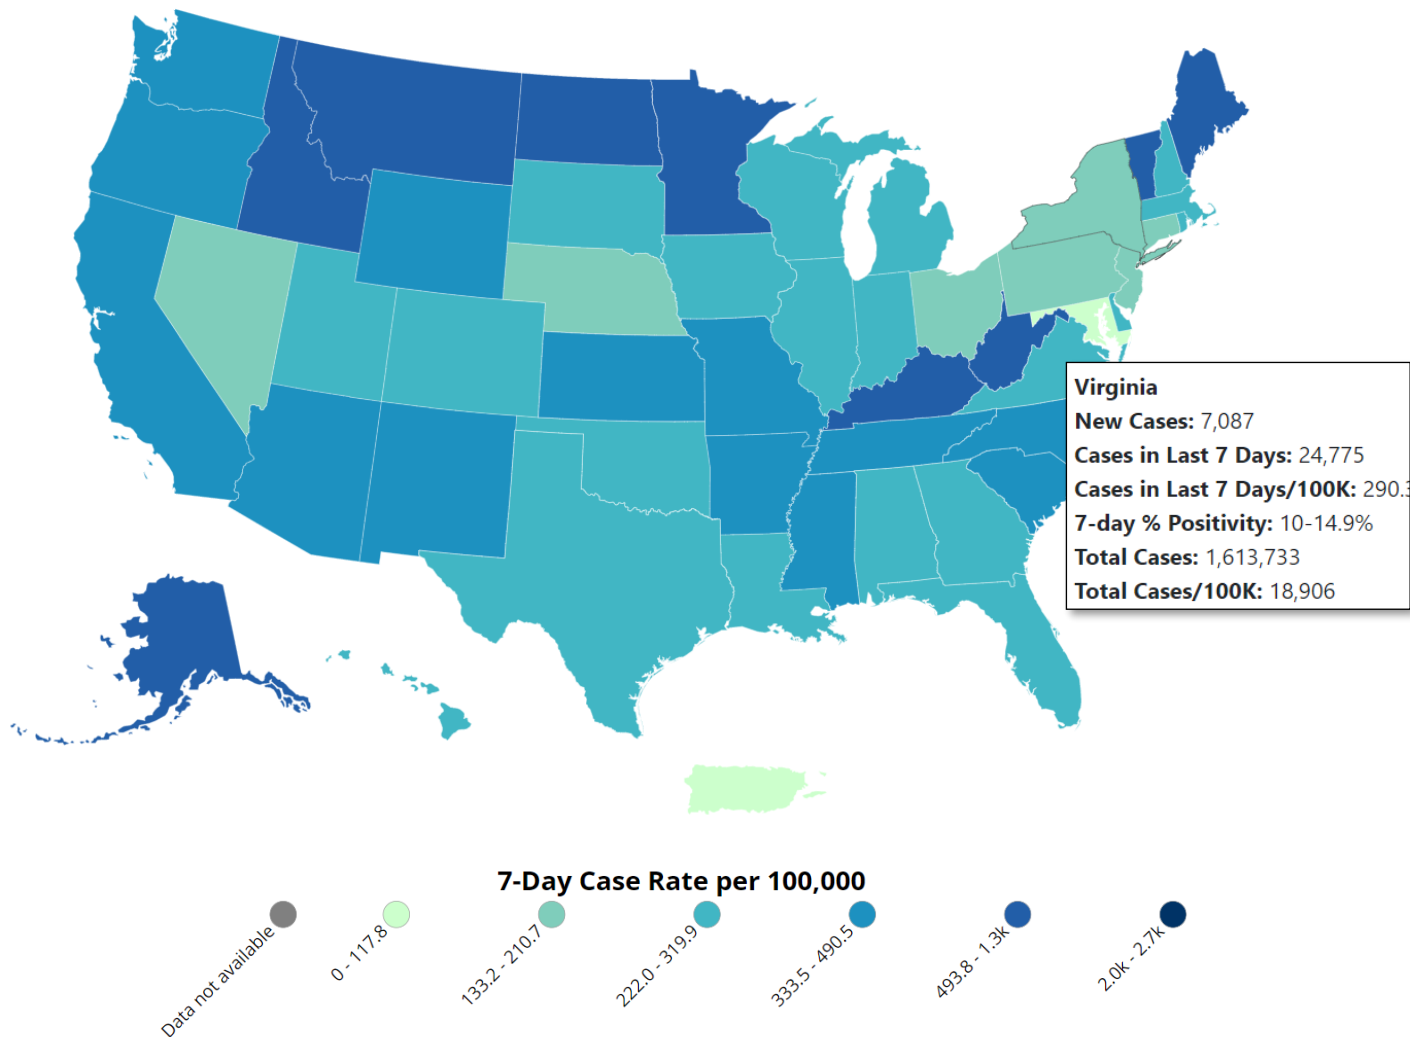 Virginia
New Cases: 7,087
Cases in Last 7 Days: 24,775
Cases in Last 7 Days/100K: 290.3
7-day % Positivity: 10-14.9%
Total Cases: 1,613,733
Total Cases/100K: 18,906
7-Day Case Rate per 100,000
Data not available
0 - 117.8
133.2 - 210.7
222.0 - 319.9
333.5 - 490.5
493.8 - 1.3k
2.0k - 2.7k